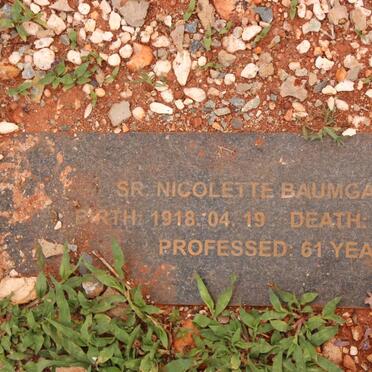 SR. NICOLETTE BAUMGA
BIRTH: 1918.04.19 DEATH:
PROFESSED: 61 YEA